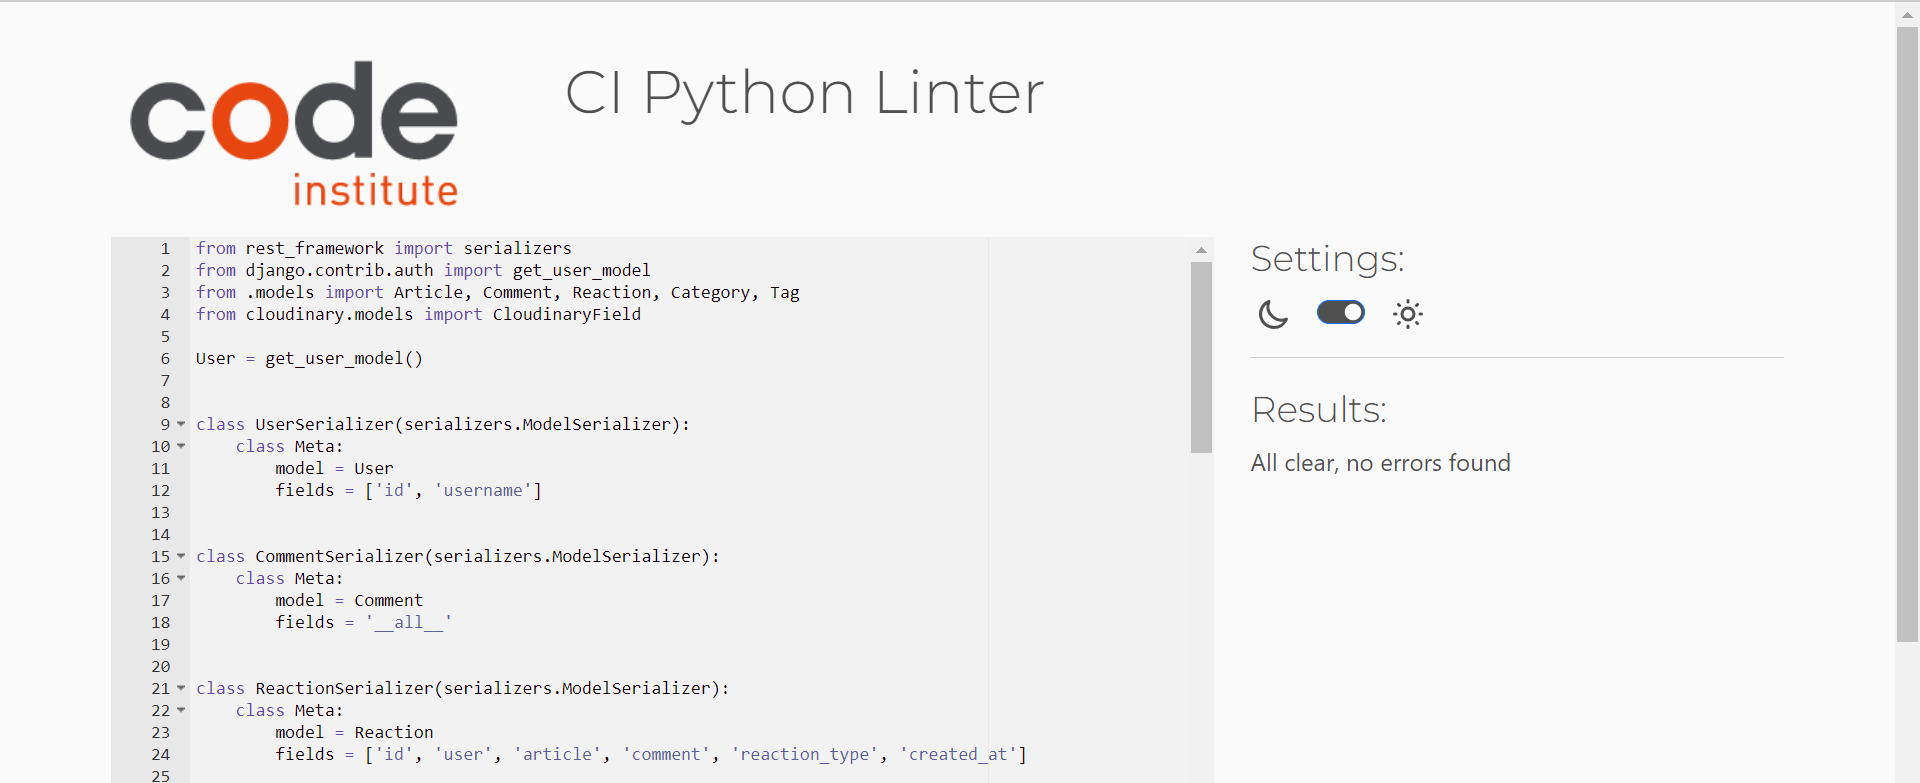 code
institute
CI Python Linter
1 from rest_framework import serializers
2 from django.contrib.auth import get_user_model
3 from .models import Article, Comment, Reaction, Category, Tag
4 from cloudinary.models import CloudinaryField
5
6 User = get_user_model()
7
8
9 class UserSerializer(serializers.ModelSerializer):
10     class Meta:
11         model = User
12         fields = ['id', 'username']
13
14
15 class CommentSerializer(serializers.ModelSerializer):
16     class Meta:
17         model = Comment
18         fields = '__all__'
19
20
21 class ReactionSerializer(serializers.ModelSerializer):
22     class Meta:
23         model = Reaction
24         fields = ['id', 'user', 'article', 'comment', 'reaction_type', 'created_at']
25
Settings:
Results:
All clear, no errors found